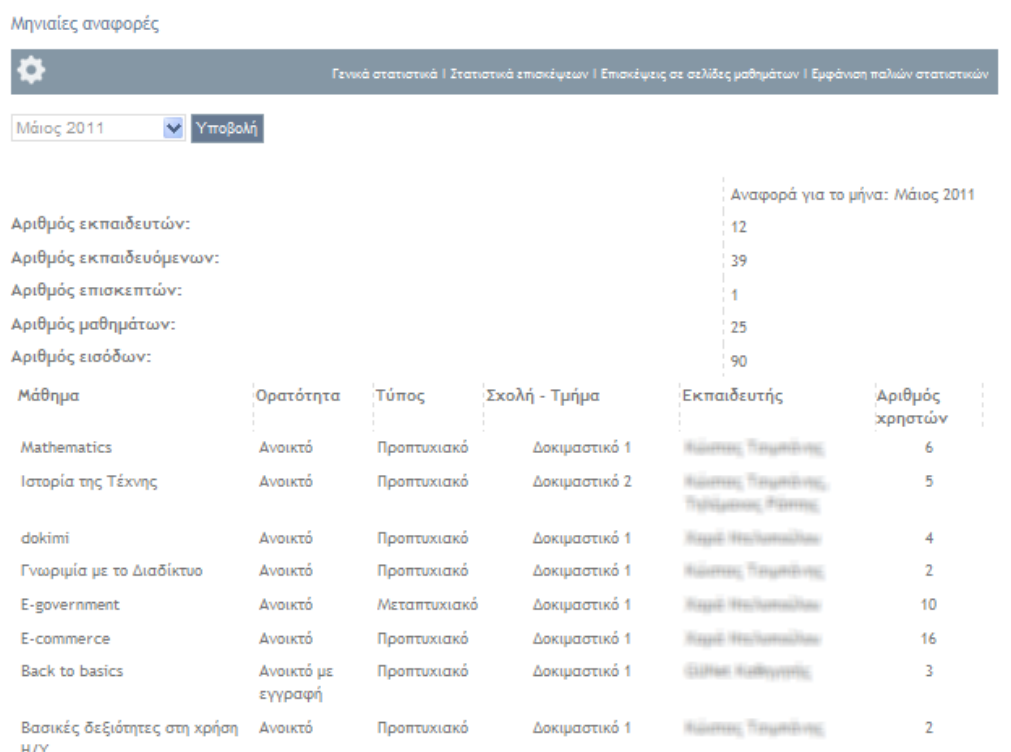 Μηνιαίες αναφορές
Γενικά στατιστικά | Στατιστικά επισκέψεων | Επισκέψεις σε σελίδες μαθημάτων | Εμφάνιση παλιών στατιστικών
Μάιος 2011 Υποβολή
Αναφορά για το μήνα: Μάιος 2011
Αριθμός εκπαιδευτών: 12
Αριθμός εκπαιδευόμενων: 39
Αριθμός επισκεπτών: 1
Αριθμός μαθημάτων: 25
Αριθμός εισόδων: 90
Μάθημα Ορατότητα Τύπος Σχολή - Τμήμα Εκπαιδευτής Αριθμός
χρηστών
Mathematics Ανοικτό Προπτυχιακό Δοκιμαστικό 1 6
Ιστορία της Τέχνης Ανοικτό Προπτυχιακό Δοκιμαστικό 2 5
dokimi Ανοικτό Προπτυχιακό Δοκιμαστικό 1 4
Γνωριμία με το Διαδίκτυο Ανοικτό Προπτυχιακό Δοκιμαστικό 1 2
E-government Ανοικτό Μεταπτυχιακό Δοκιμαστικό 1 10
E-commerce Ανοικτό Προπτυχιακό Δοκιμαστικό 1 16
Back to basics Ανοικτό με Προπτυχιακό Δοκιμαστικό 1 3
εγγραφή
Βασικές δεξιότητες στη χρήση Ανοικτό Προπτυχιακό Δοκιμαστικό 1 2
Η/Υ